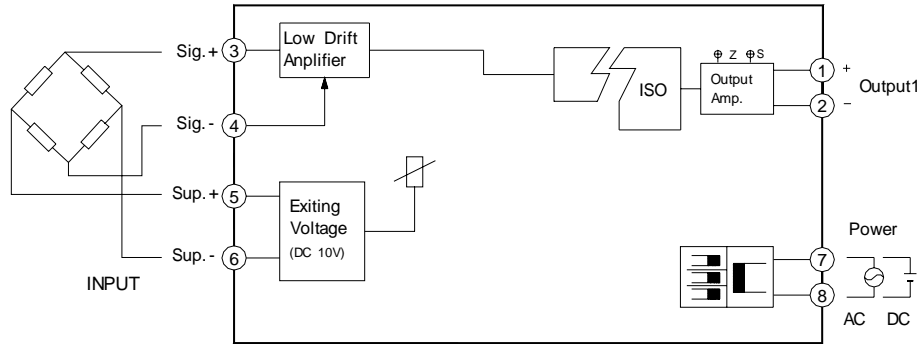 Sig.+ 3
Low Drift
Anplifier
Sig.- 4
Sup.+ 5
Sup.- 6
INPUT
Exiting
Voltage
(DC 10V)
ISO
Z S
Output
Amp.
1 +
2 −
Output1
Power
7
8
AC DC